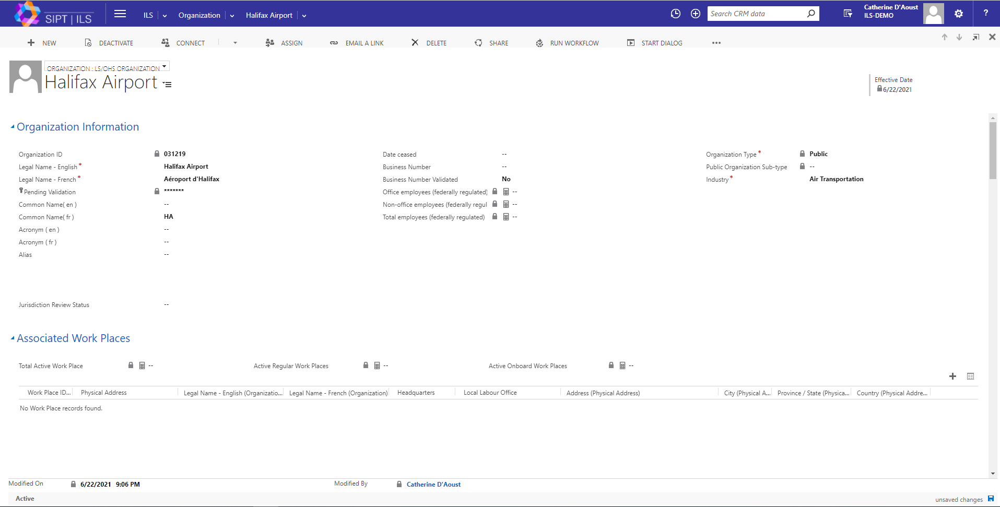 SIPT | ILS
ILS
Organization
Halifax Airport
Search CRM data
Catherine D'Aoust
ILS-DEMO
?
NEW
DEACTIVATE
CONNECT
ASSIGN
EMAIL A LINK
DELETE
SHARE
RUN WORKFLOW
START DIALOG
•••
ORGANIZATION : LS/OHS ORGANIZATION
Halifax Airport
Effective Date
6/22/2021
Organization Information
Organization ID 031219
Legal Name - English * Halifax Airport
Legal Name - French * Aéroport d'Halifax
Pending Validation *******
Common Name( en ) --
Common Name( fr ) HA
Acronym ( en ) --
Acronym ( fr ) --
Alias --
Jurisdiction Review Status --
Date ceased --
Business Number --
Business Number Validated No
Office employees (federally regulated) --
Non-office employees (federally regul --
Total employees (federally regulated) --
Organization Type * Public
Public Organization Sub-type --
Industry * Air Transportation
Associated Work Places
Total Active Work Place --
Active Regular Work Places --
Active Onboard Work Places --
Work Place ID... Physical Address Legal Name - English (Organizatio... Legal Name - French (Organization) Headquarters Local Labour Office Address (Physical Address) City (Physical A... Province / State (Physica... Country (Physical Addre...
No Work Place records found.
Modified On 6/22/2021 9:06 PM
Modified By Catherine D'Aoust
Active
unsaved changes